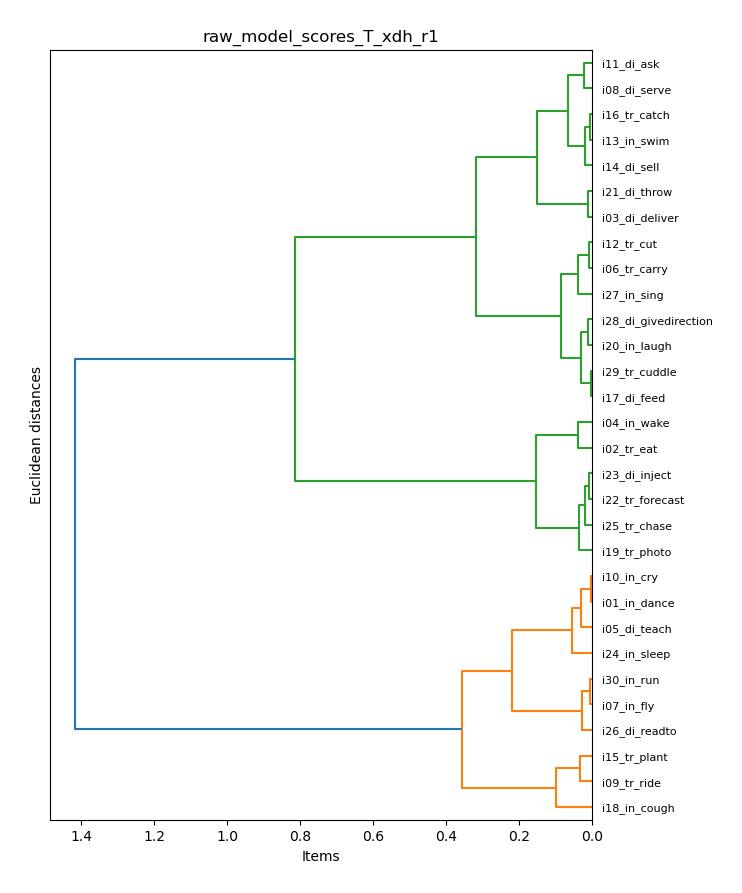 raw_model_scores_T_xdh_r1
i11_di_ask
i08_di_serve
i16_tr_catch
i13_in_swim
i14_di_sell
i21_di_throw
i03_di_deliver
i12_tr_cut
i06_tr_carry
i27_in_sing
i28_di_givedirection
i20_in_laugh
i29_tr_cuddle
i17_di_feed
i04_in_wake
i02_tr_eat
i23_di_inject
i22_tr_forecast
i25_tr_chase
i19_tr_photo
i10_in_cry
i01_in_dance
i05_di_teach
i24_in_sleep
i30_in_run
i07_in_fly
i26_di_readto
i15_tr_plant
i09_tr_ride
i18_in_cough
Euclidean distances
1.4 1.2 1.0 0.8 0.6 0.4 0.2 0.0
Items